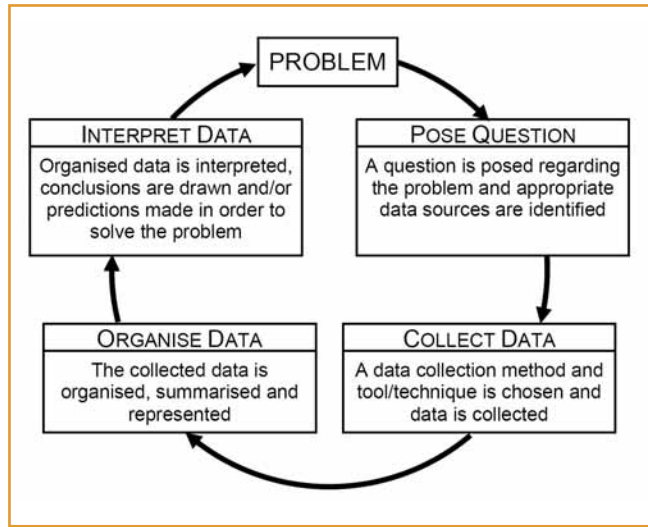 PROBLEM
POSE QUESTION
A question is posed regarding
the problem and appropriate
data sources are identified
COLLECT DATA
A data collection method and
tool/technique is chosen and
data is collected
ORGANISE DATA
The collected data is
organised, summarised and
represented
INTERPRET DATA
Organised data is interpreted,
conclusions are drawn and/or
predictions made in order to
solve the problem